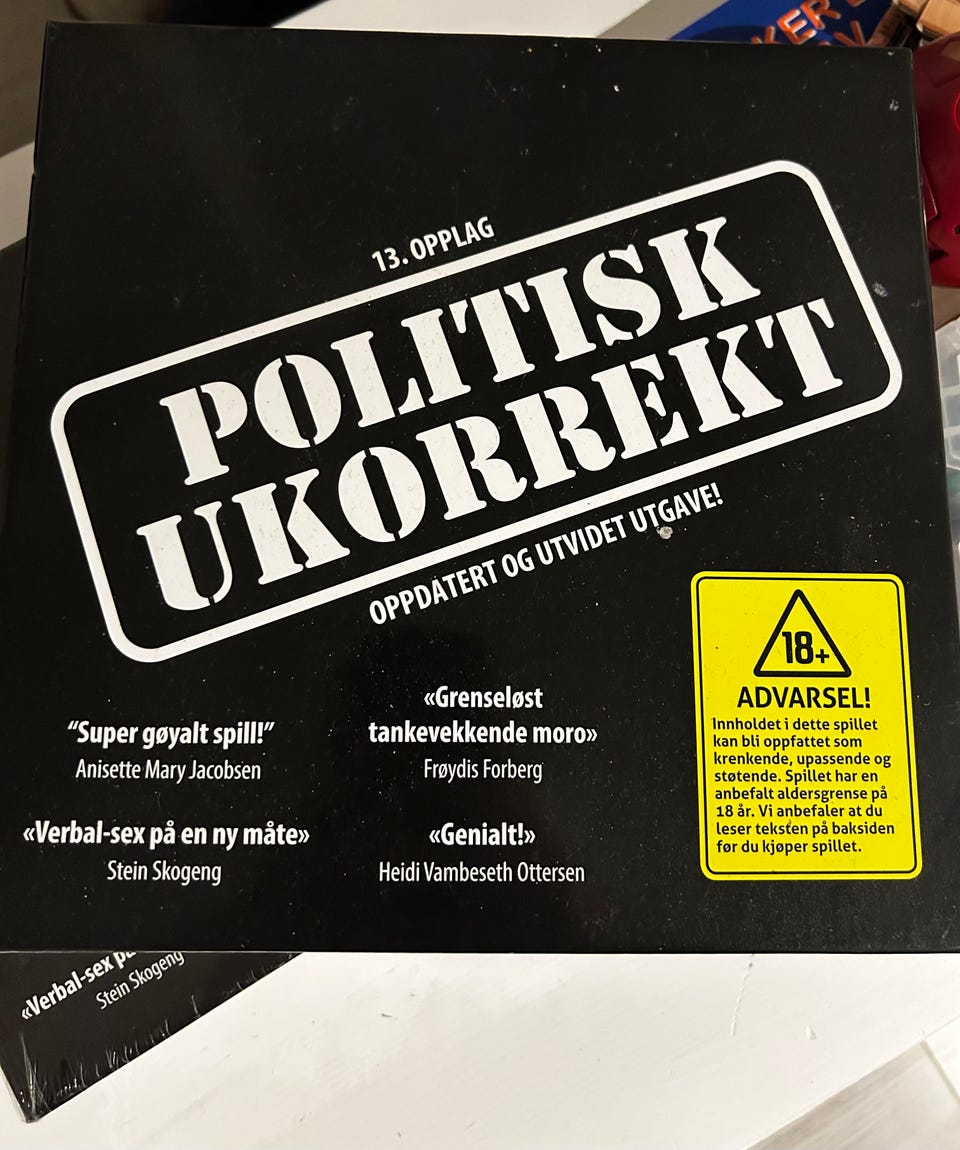 13. OPPLAG
POLITISK
UKORREKT
OPPDATERT OG UTVIDET UTGAVE!
“Super gøyalt spill!”
Anisette Mary Jacobsen
«Grenseløst
tankevekkende moro»
Frøydis Forberg
«Verbal-sex på en ny måte»
Stein Skogeng
«Genialt!»
Heidi Vambeseth Ottersen
18+
ADVARSEL!
Innholdet i dette spillet
kan bli oppfattet som
krenkende, upassende og
støtende. Spillet har en
anbefalt aldersgrense på
18 år. Vi anbefaler at du
leser teksten på baksiden
før du kjøper spillet.
«Verbal-sex
Stein Skogeng